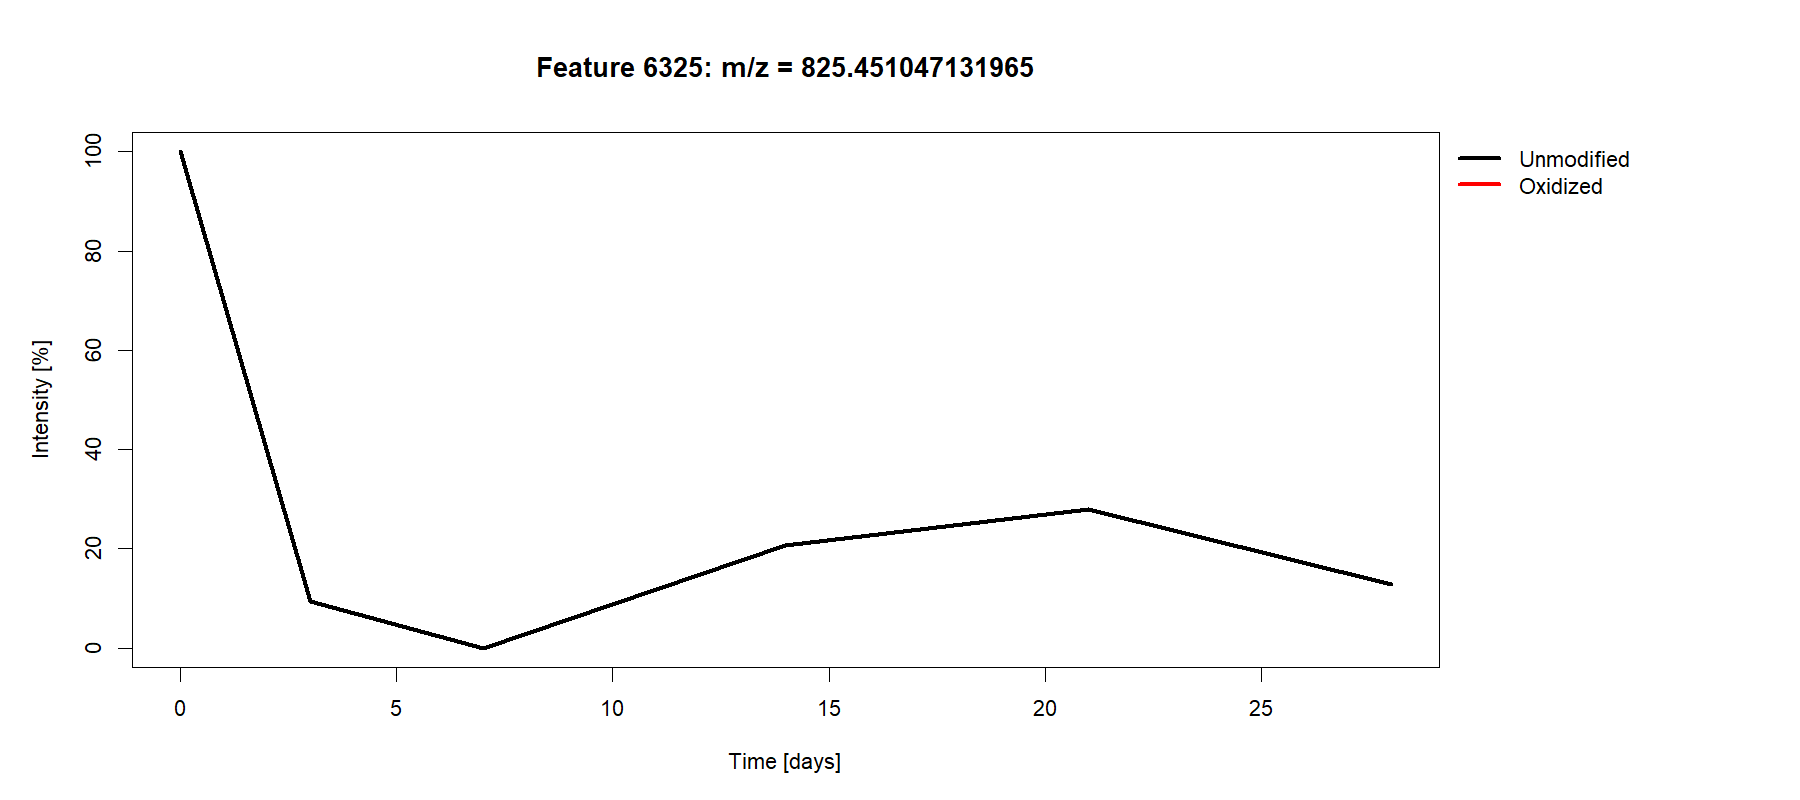 Feature 6325: m/z = 825.451047131965
Unmodified
Oxidized
Intensity [%]
100
80
60
40
20
0
0 5 10 15 20 25
Time [days]